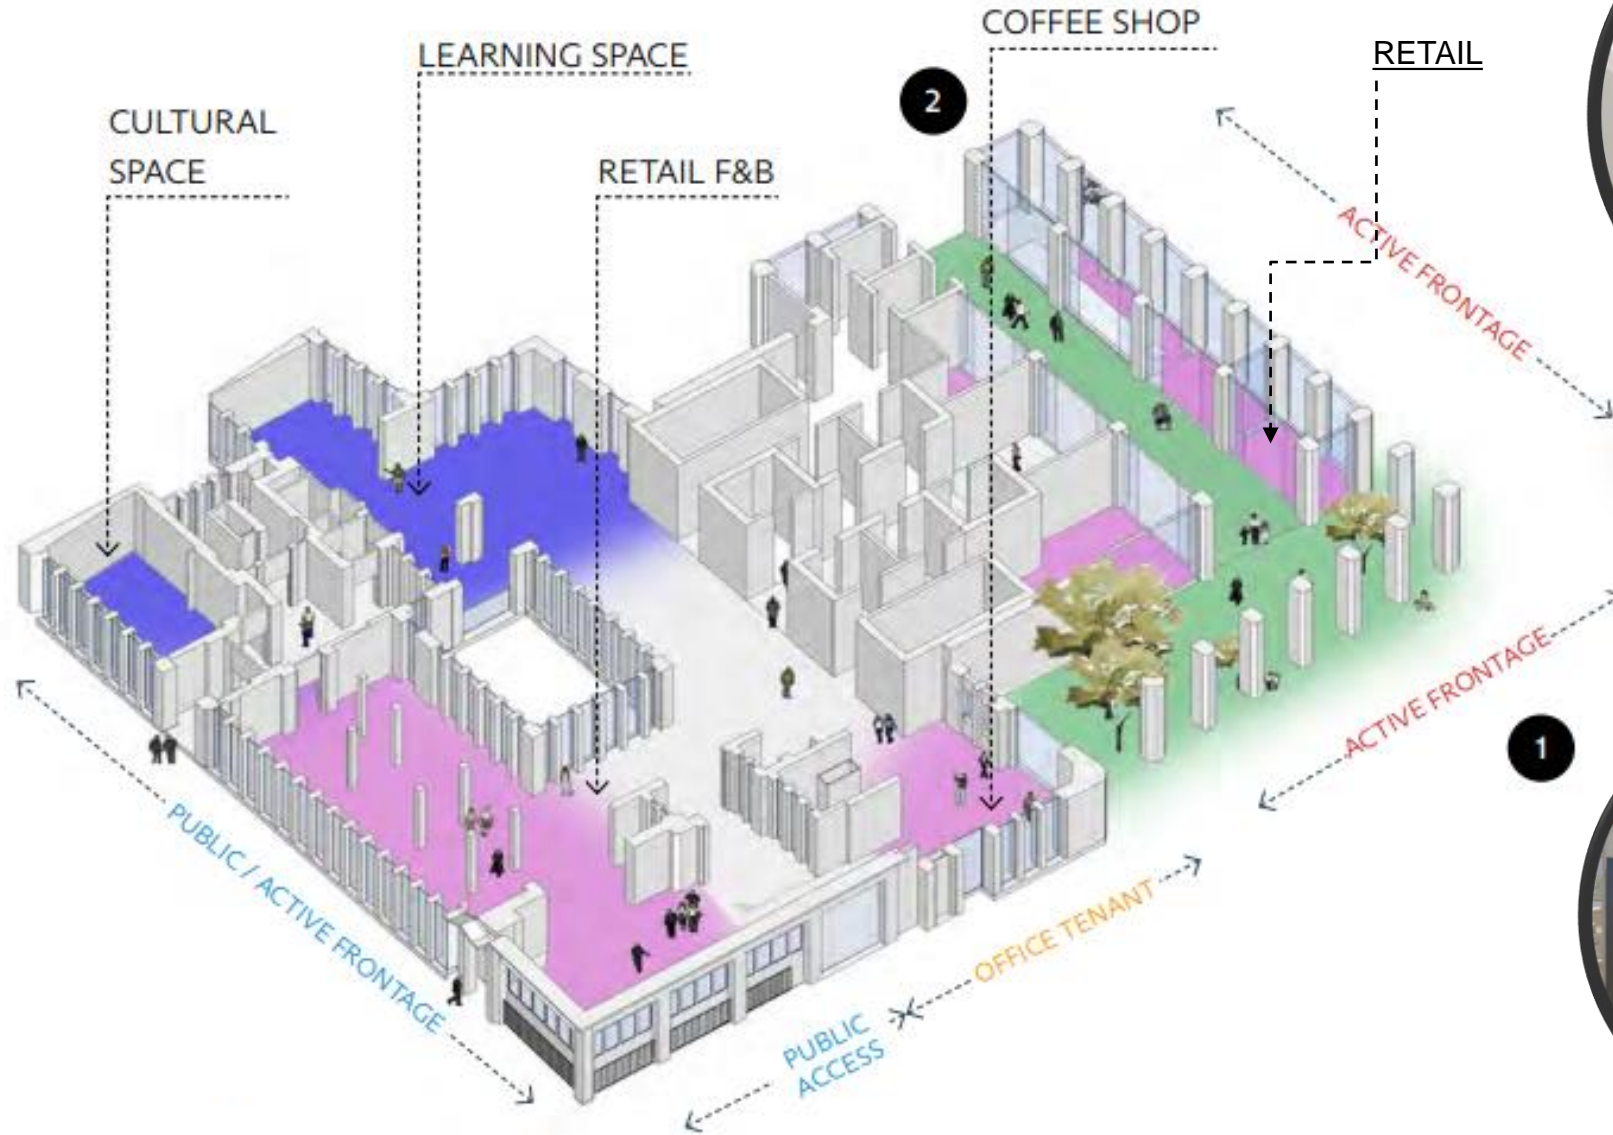 COFFEE SHOP
RETAIL
LEARNING SPACE
2
CULTURAL
SPACE
RETAIL F&B
ACTIVE FRONTAGE
ACTIVE FRONTAGE
1
PUBLIC / ACTIVE FRONTAGE
OFFICE TENANT
PUBLIC
ACCESS